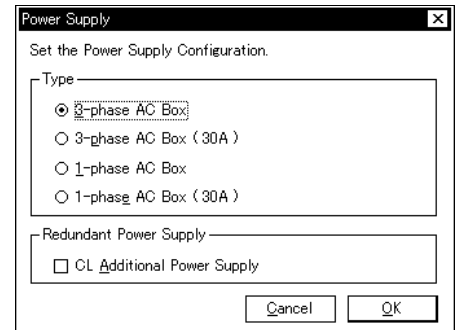 Power Supply
Set the Power Supply Configuration.
Type
3-phase AC Box
3-phase AC Box ( 30A )
1-phase AC Box
1-phase AC Box ( 30A )
Redundant Power Supply
CL Additional Power Supply
Cancel OK